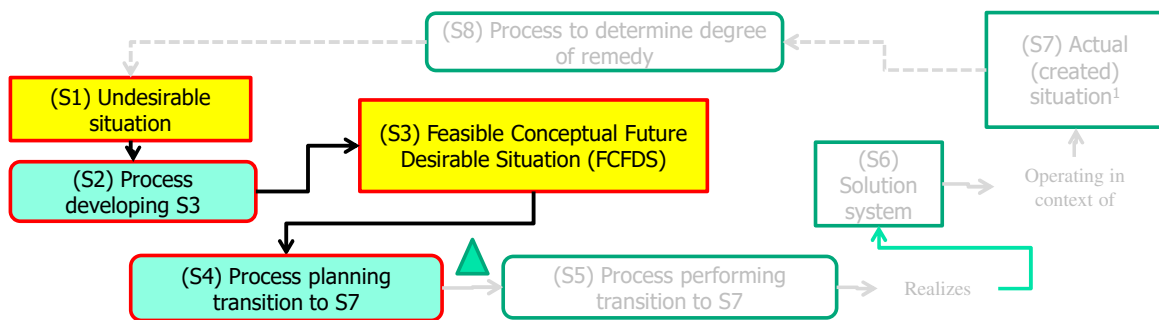 (S8) Process to determine degree
of remedy
(S7) Actual
(created)
situation¹
(S1) Undesirable
situation
(S3) Feasible Conceptual Future
Desirable Situation (FCFDS)
(S2) Process
developing S3
(S6)
Solution
system
Operating in
context of
(S4) Process planning
transition to S7
(S5) Process performing
transition to S7
Realizes